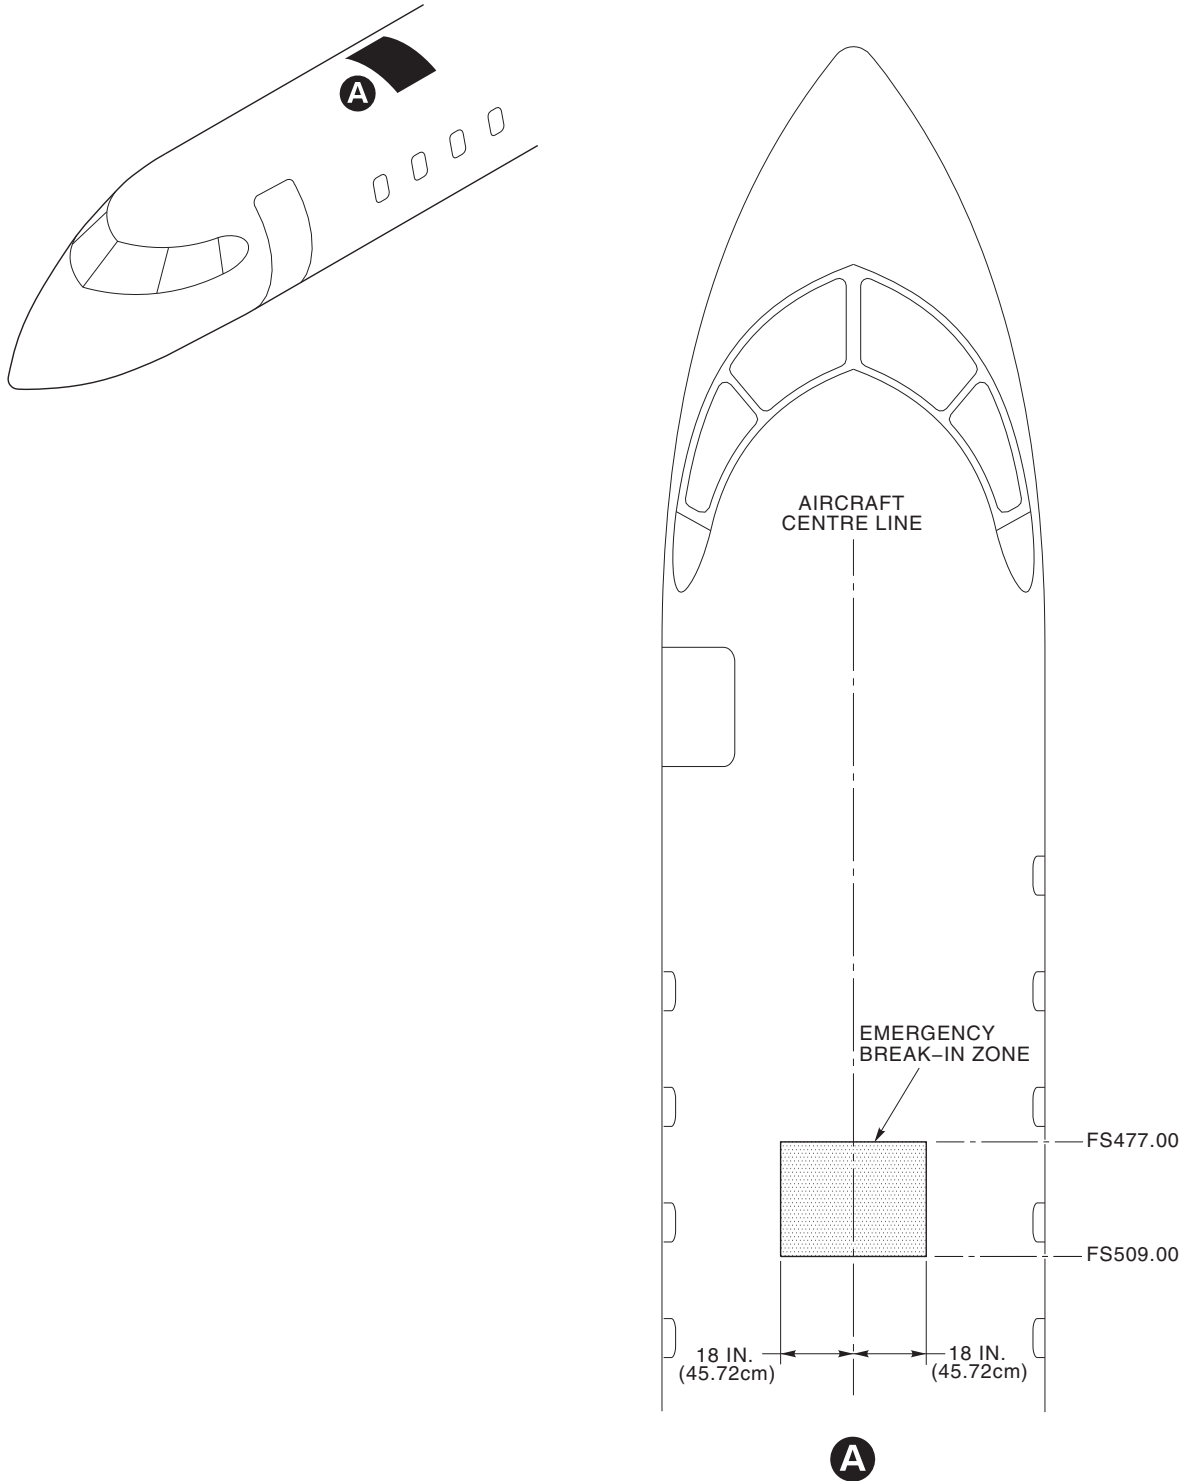 A
AIRCRAFT
CENTRE LINE
EMERGENCY
BREAK–IN ZONE
FS477.00
FS509.00
18 IN.
(45.72cm)
18 IN.
(45.72cm)
A